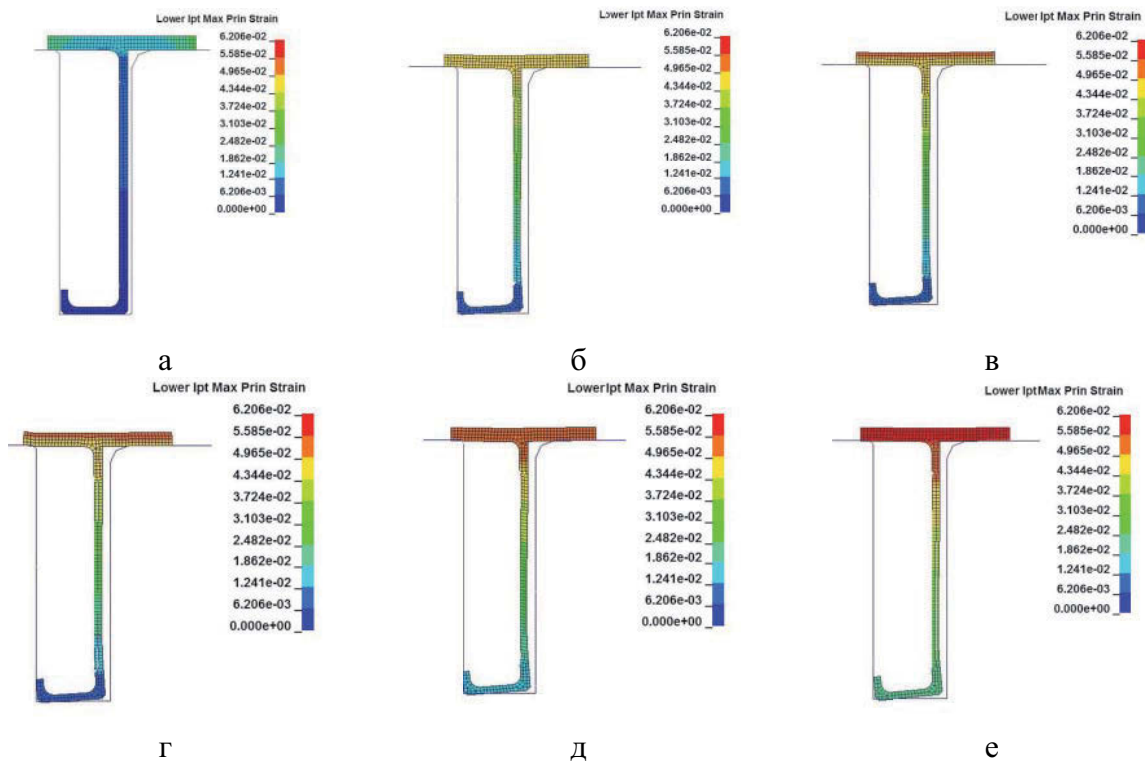 Lower Ipt Max Prin Strain
6.206e-02
5.585e-02
4.965e-02
4.344e-02
3.724e-02
3.103e-02
2.482e-02
1.862e-02
1.241e-02
6.206e-03
0.000e+00
а
Lower Ipt Max Prin Strain
6.206e-02
5.585e-02
4.965e-02
4.344e-02
3.724e-02
3.103e-02
2.482e-02
1.862e-02
1.241e-02
6.206e-03
0.000e+00
б
Lower Ipt Max Prin Strain
6.206e-02
5.585e-02
4.965e-02
4.344e-02
3.724e-02
3.103e-02
2.482e-02
1.862e-02
1.241e-02
6.206e-03
0.000e+00
в
Lower Ipt Max Prin Strain
6.206e-02
5.585e-02
4.965e-02
4.344e-02
3.724e-02
3.103e-02
2.482e-02
1.862e-02
1.241e-02
6.206e-03
0.000e+00
г
Lower Ipt Max Prin Strain
6.206e-02
5.585e-02
4.965e-02
4.344e-02
3.724e-02
3.103e-02
2.482e-02
1.862e-02
1.241e-02
6.206e-03
0.000e+00
д
Lower Ipt Max Prin Strain
6.206e-02
5.585e-02
4.965e-02
4.344e-02
3.724e-02
3.103e-02
2.482e-02
1.862e-02
1.241e-02
6.206e-03
0.000e+00
е